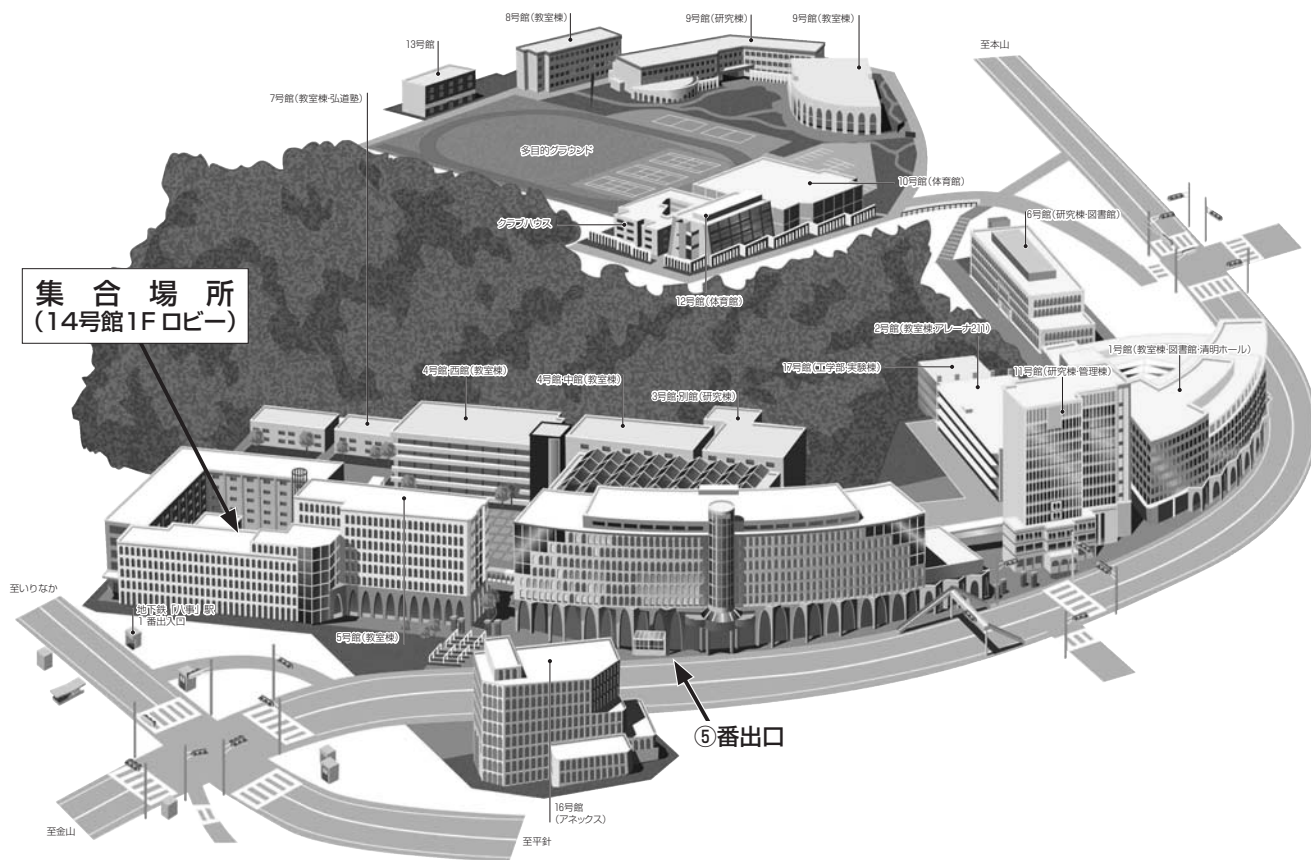 8号館(教室棟)
9号館(研究棟)
9号館(教室棟)
13号館
至本山
7号館(教室棟・弘道塾)
多目的グラウンド
10号館(体育館)
6号館(研究棟・図書館)
クラブハウス
集合場所
(14号館1F ロビー)
12号館(体育館)
2号館(教室棟・アレーナ211)
1号館(教室棟・図書館・清明ホール)
17号館(工学部・実験棟)
11号館(研究棟・管理棟)
4号館・西館(教室棟)
4号館・中館(教室棟)
3号館・別館(研究棟)
至いりなか
地下鉄「八事」駅
1番出入口
5号館(教室棟)
⑤番出口
16号館
(アネックス)
至金山
至平針